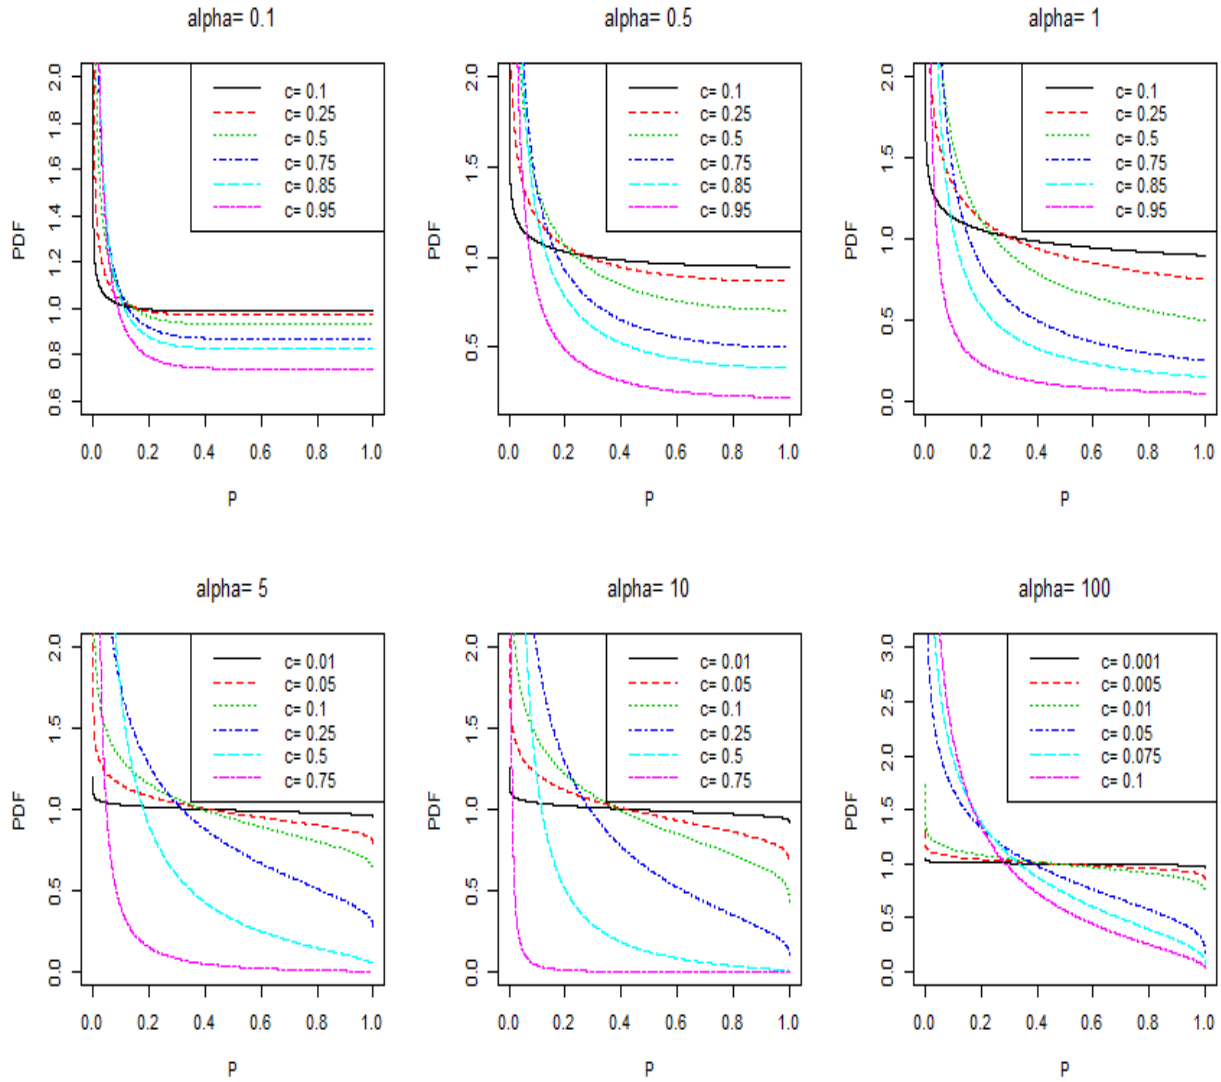 alpha= 0.1
PDF
2.0
1.8
1.6
1.4
1.2
1.0
0.8
0.6
c= 0.1
c= 0.25
c= 0.5
c= 0.75
c= 0.85
c= 0.95
0.0 0.2 0.4 0.6 0.8 1.0
P
alpha= 0.5
PDF
2.0
1.5
1.0
0.5
c= 0.1
c= 0.25
c= 0.5
c= 0.75
c= 0.85
c= 0.95
0.0 0.2 0.4 0.6 0.8 1.0
P
alpha= 1
PDF
2.0
1.5
1.0
0.5
0.0
c= 0.1
c= 0.25
c= 0.5
c= 0.75
c= 0.85
c= 0.95
0.0 0.2 0.4 0.6 0.8 1.0
P
alpha= 5
PDF
2.0
1.5
1.0
0.5
0.0
c= 0.01
c= 0.05
c= 0.1
c= 0.25
c= 0.5
c= 0.75
0.0 0.2 0.4 0.6 0.8 1.0
P
alpha= 10
PDF
2.0
1.5
1.0
0.5
0.0
c= 0.01
c= 0.05
c= 0.1
c= 0.25
c= 0.5
c= 0.75
0.0 0.2 0.4 0.6 0.8 1.0
P
alpha= 100
PDF
3.0
2.5
2.0
1.5
1.0
0.5
0.0
c= 0.001
c= 0.005
c= 0.01
c= 0.05
c= 0.075
c= 0.1
0.0 0.2 0.4 0.6 0.8 1.0
P